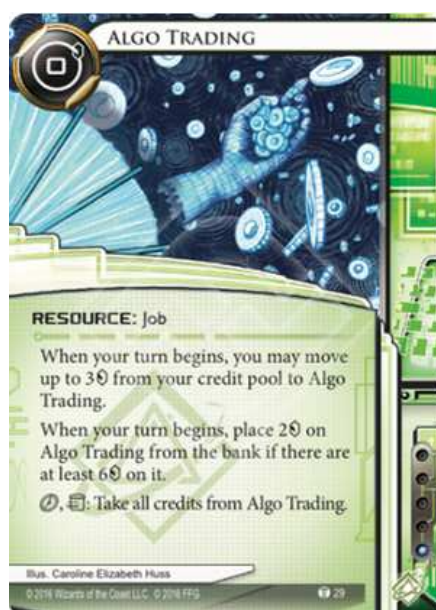 ALGO TRADING
RESOURCE: Job
When your turn begins, you may move
up to 3 from your credit pool to Algo
Trading.
When your turn begins, place 2 on
Algo Trading from the bank if there are
at least 6 on it.
, : Take all credits from Algo Trading.
Illus. Caroline Elizabeth Huss
© 2016 Wizards of the Coast LLC. © 2016 FFG
29